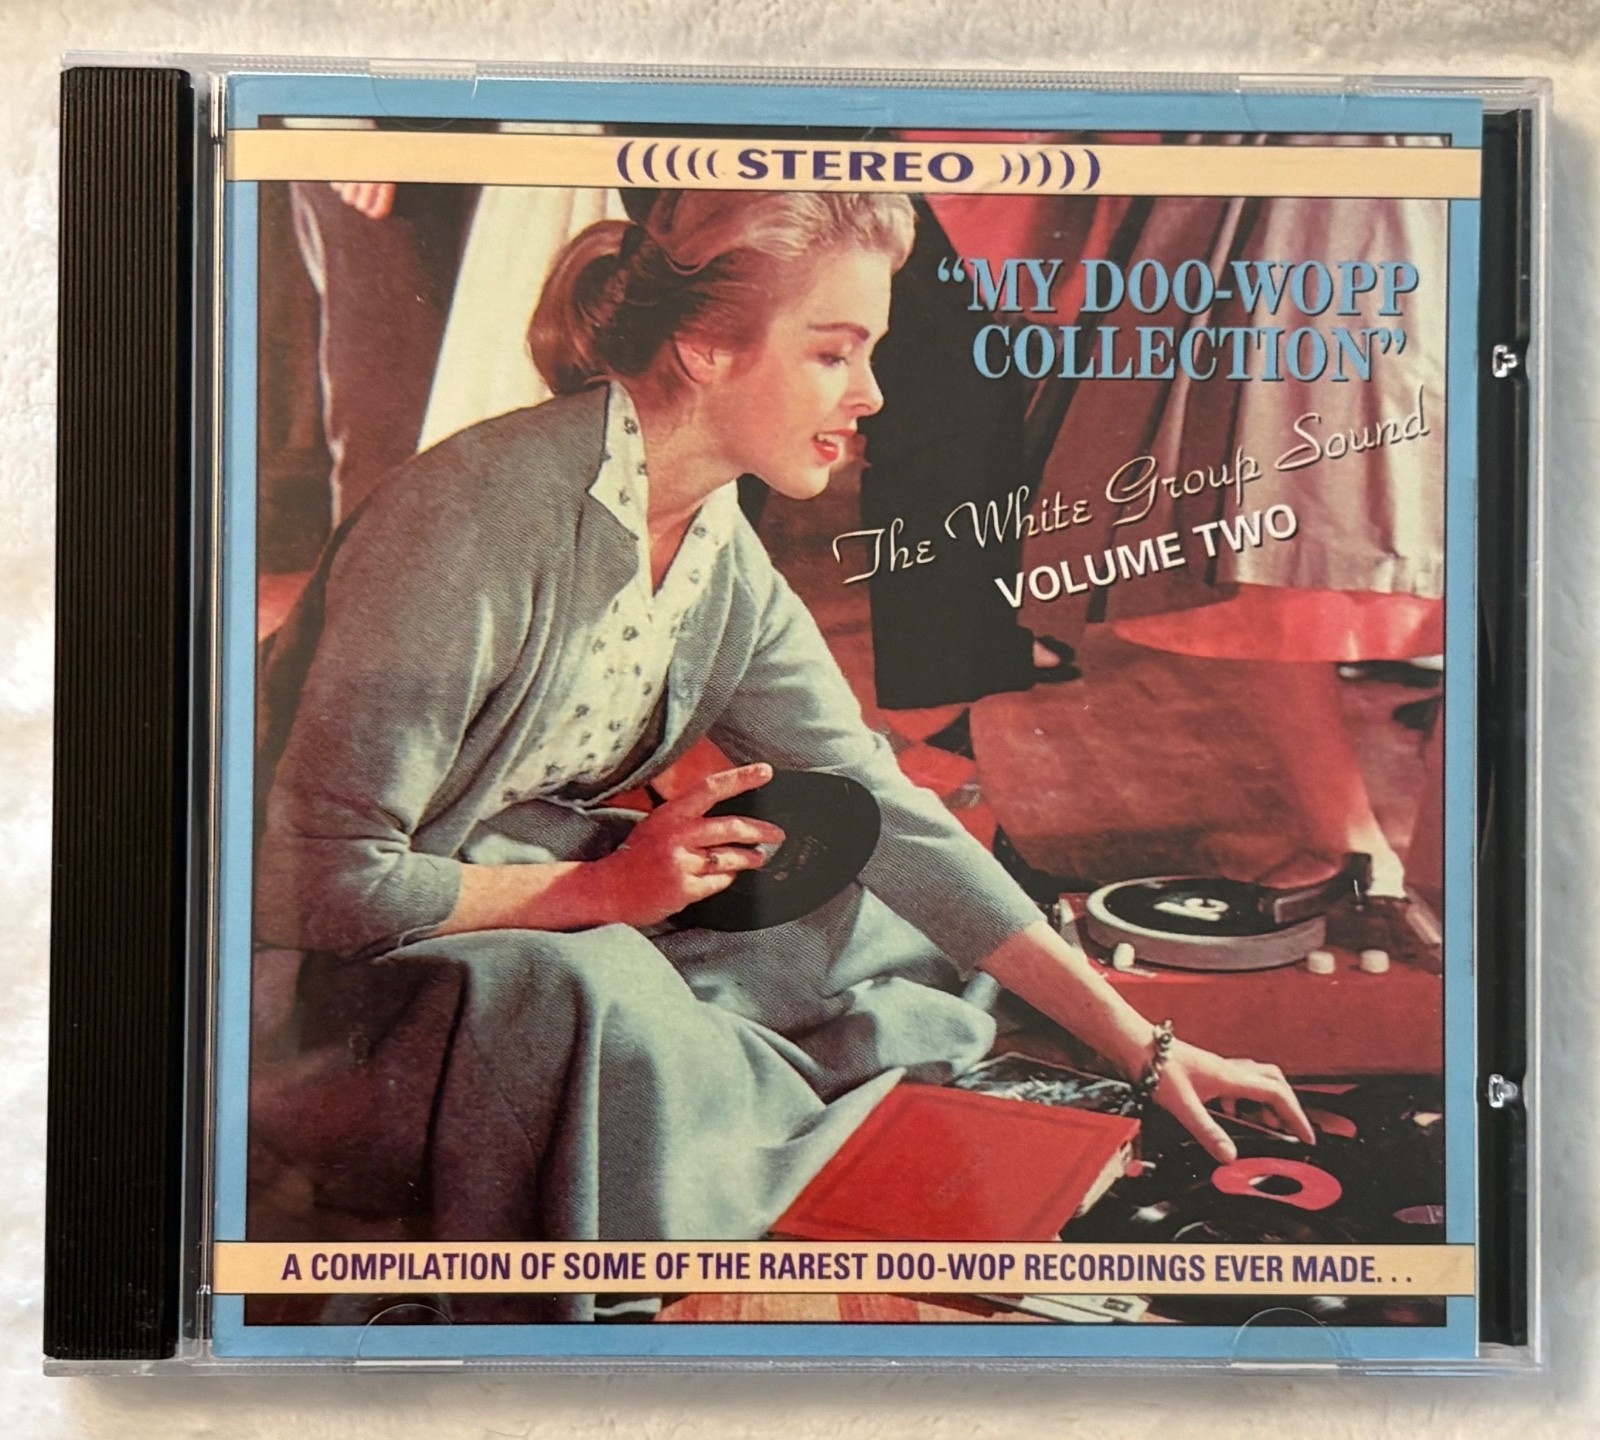 ((((( STEREO )))))
"MY DOO-WOPP
COLLECTION"
The White Group Sound
VOLUME TWO
A COMPILATION OF SOME OF THE RAREST DOO-WOP RECORDINGS EVER MADE...